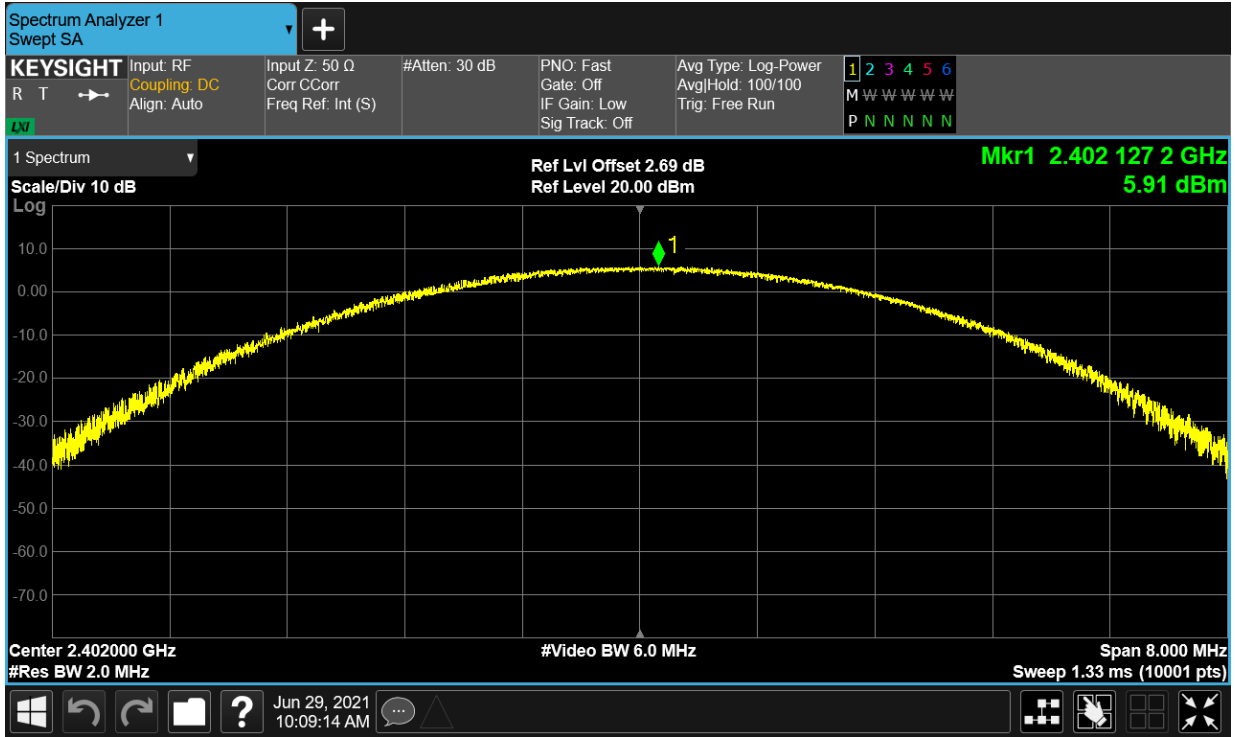 Spectrum Analyzer 1
Swept SA
+
KEYSIGHT
R T
LXI
Input: RF
Coupling: DC
Align: Auto
Input Z: 50 Ω
Corr CCorr
Freq Ref: Int (S)
#Atten: 30 dB
PNO: Fast
Gate: Off
IF Gain: Low
Sig Track: Off
Avg Type: Log-Power
Avg|Hold: 100/100
Trig: Free Run
1 2 3 4 5 6
M W W W W W
P N N N N N
1 Spectrum
Scale/Div 10 dB
Log
Ref Lvl Offset 2.69 dB
Ref Level 20.00 dBm
Mkr1 2.402 127 2 GHz
5.91 dBm
1
10.0
0.00
-10.0
-20.0
-30.0
-40.0
-50.0
-60.0
-70.0
Center 2.402000 GHz
#Res BW 2.0 MHz
#Video BW 6.0 MHz
Span 8.000 MHz
Sweep 1.33 ms (10001 pts)
?
Jun 29, 2021
10:09:14 AM